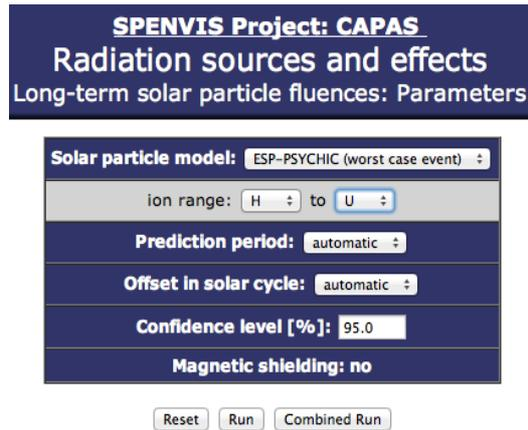 SPENVIS Project: CAPAS
Radiation sources and effects
Long-term solar particle fluences: Parameters
Solar particle model: ESP-PSYCHIC (worst case event)
ion range: H to U
Prediction period: automatic
Offset in solar cycle: automatic
Confidence level [%]: 95.0
Magnetic shielding: no
Reset Run Combined Run